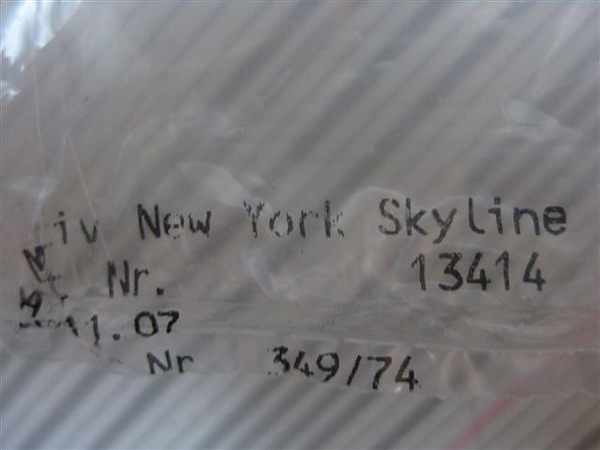 iv New York Skyline
Nr. 13414
11.07
Nr 349/74